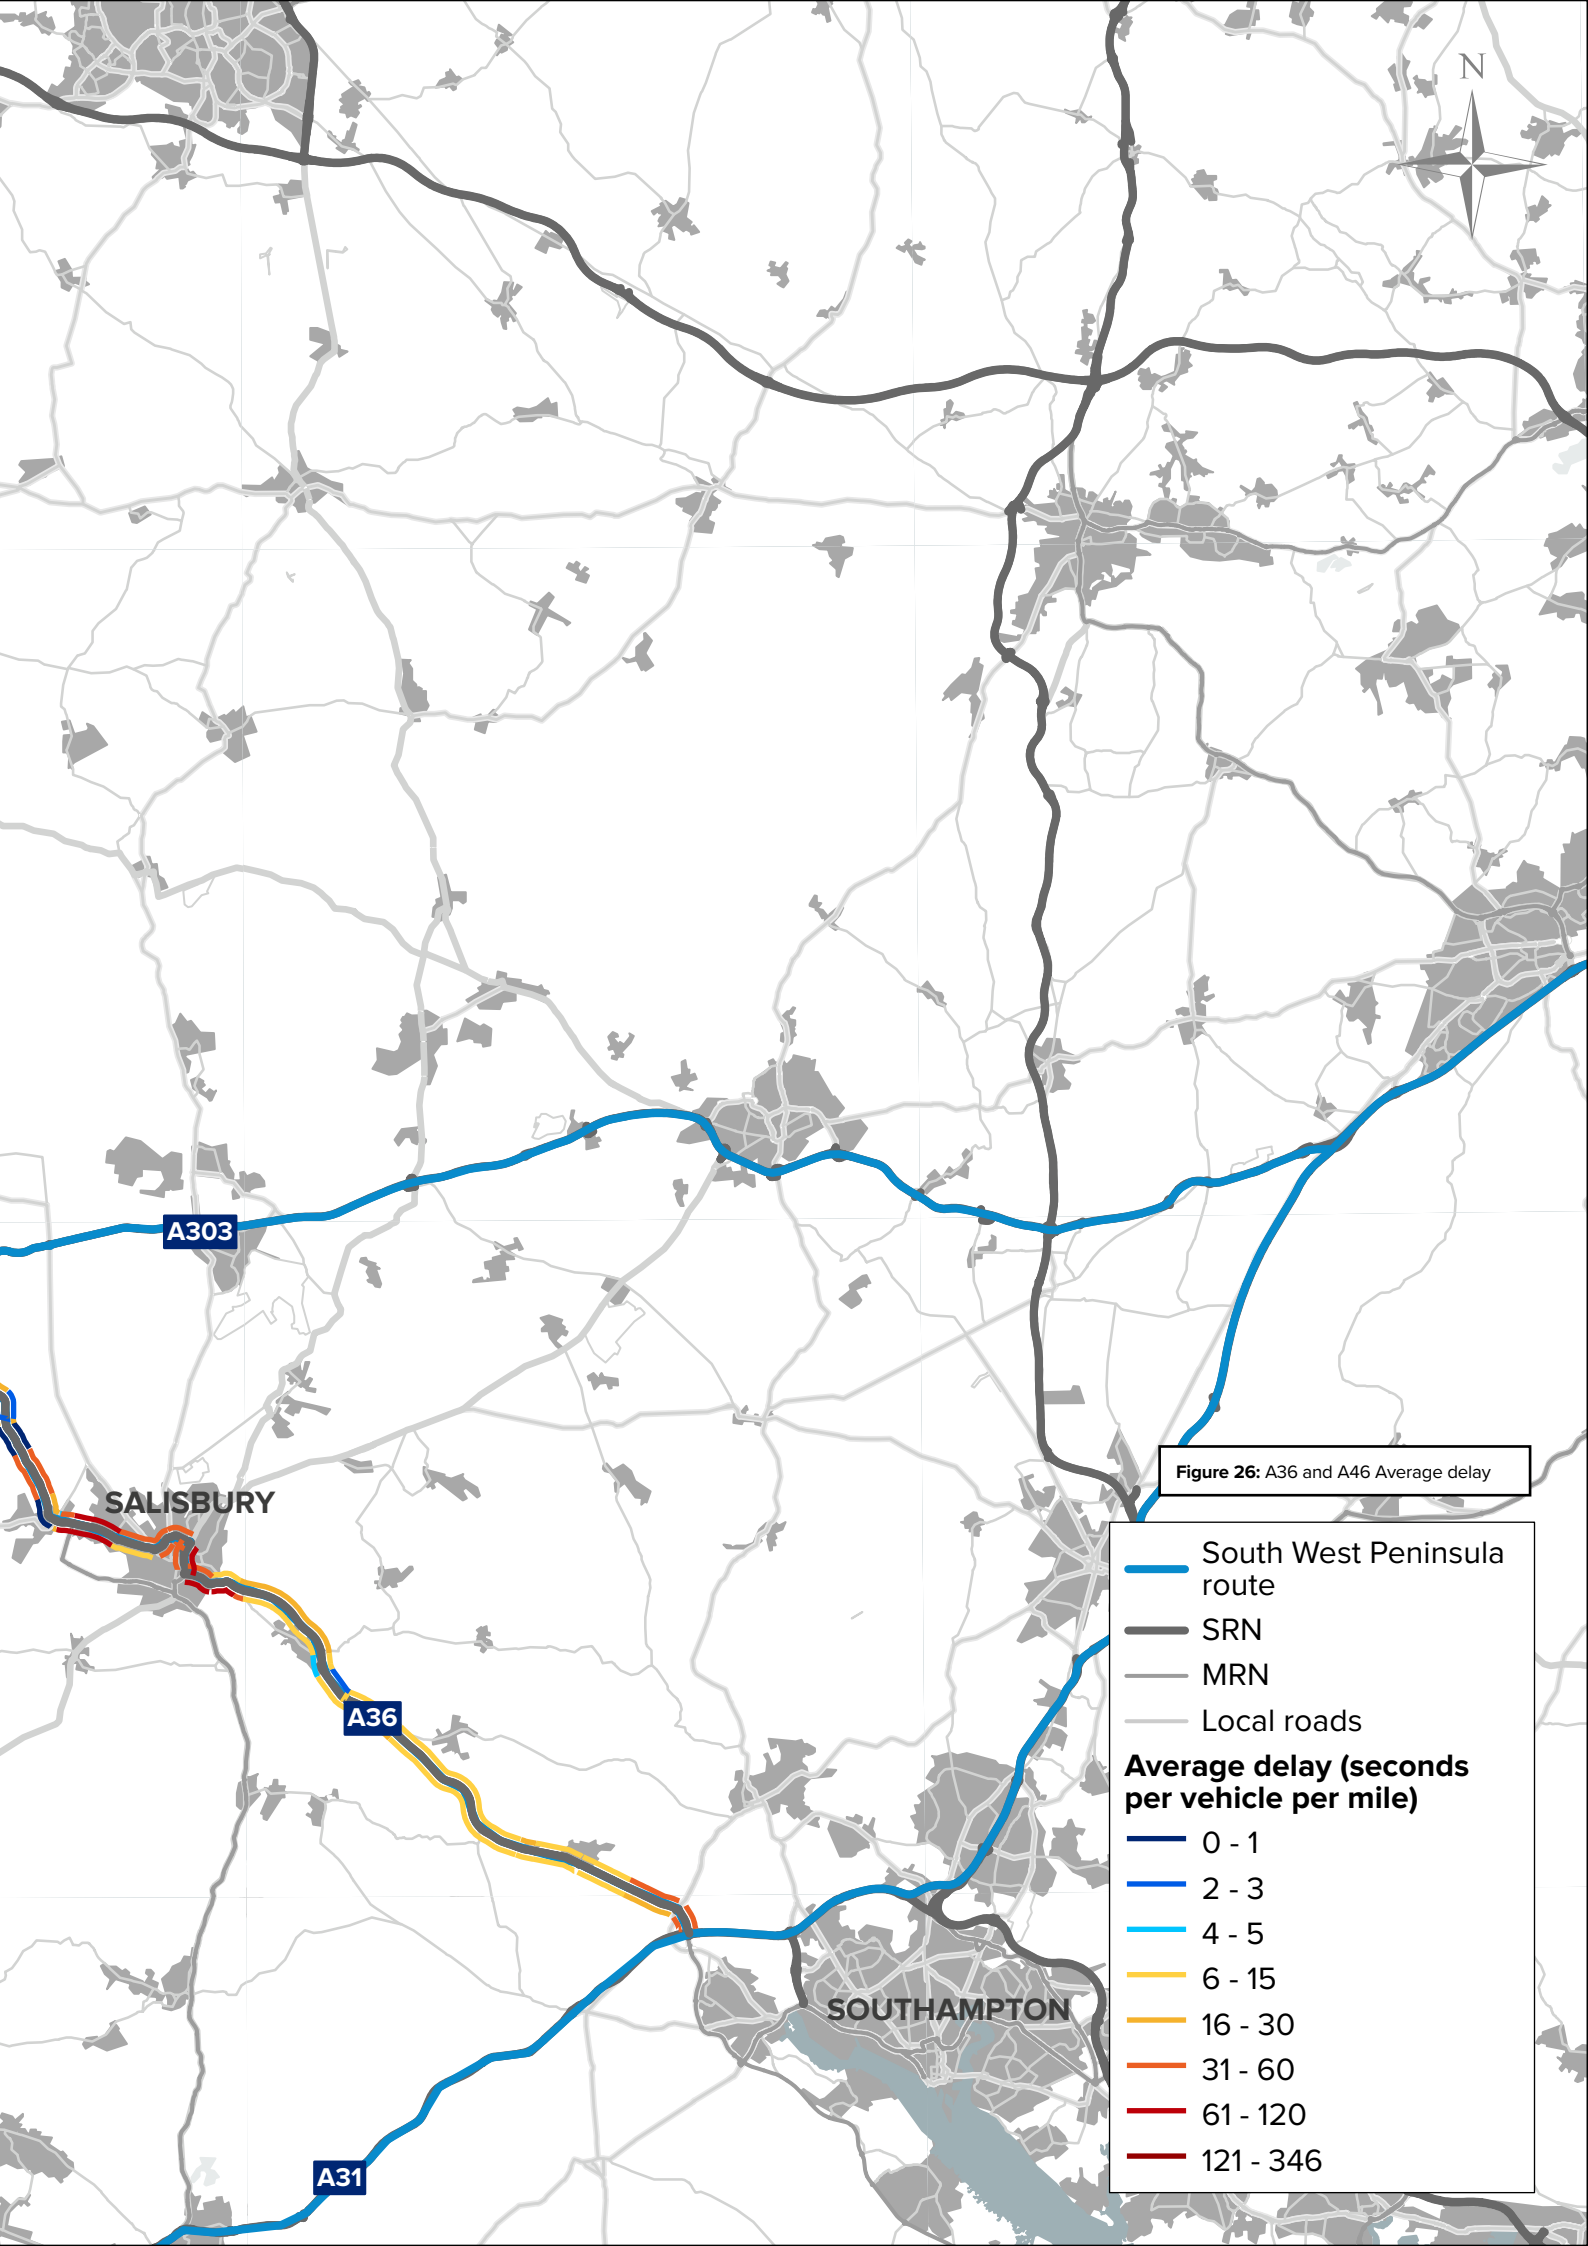 N
A303
SALISBURY
Figure 26: A36 and A46 Average delay
South West Peninsula
route
SRN
MRN
Local roads
Average delay (seconds
per vehicle per mile)
0 - 1
2 - 3
4 - 5
6 - 15
16 - 30
31 - 60
61 - 120
121 - 346
A36
SOUTHAMPTON
A31